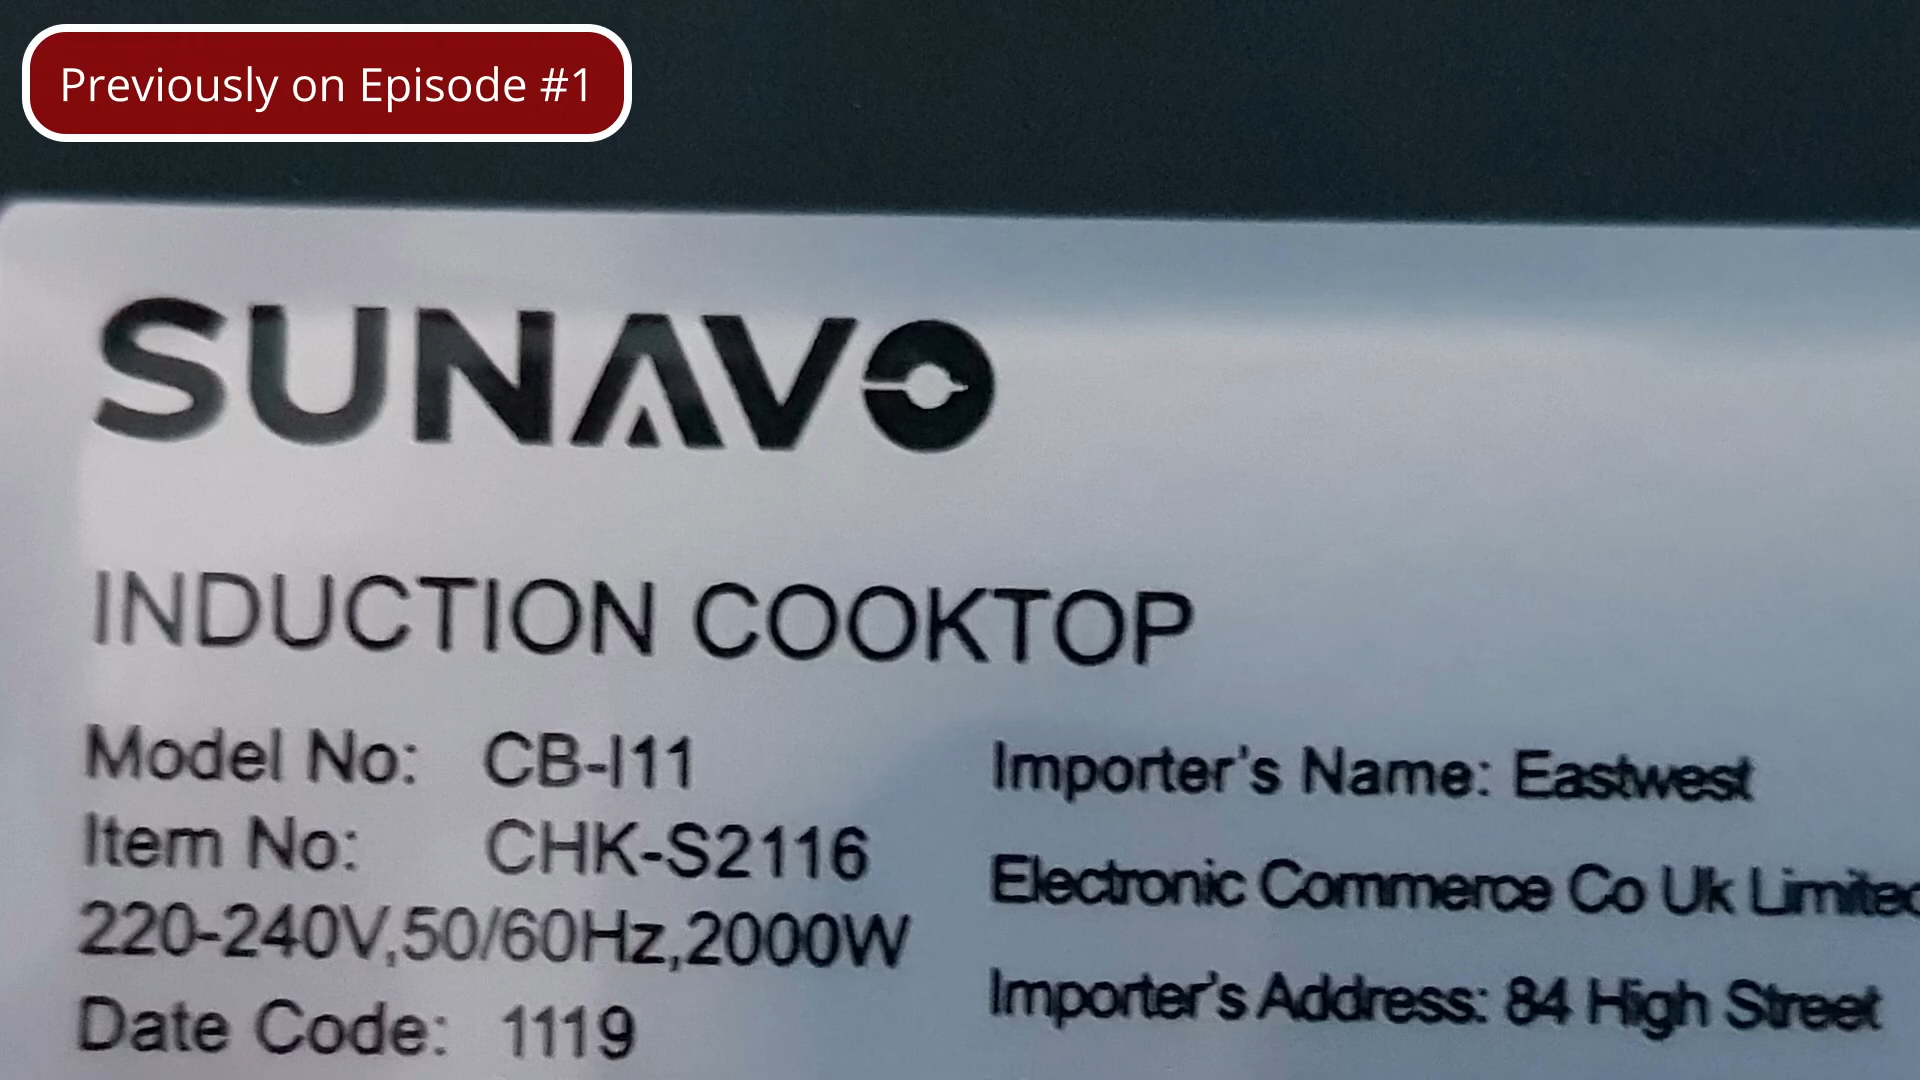 Previously on Episode #1
SUNAVO
INDUCTION COOKTOP
Model No: CB-I11
Item No: CHK-S2116
220-240V,50/60Hz,2000W
Date Code: 1119
Importer's Name: Eastwest
Electronic Commerce Co Uk Limited
Importer's Address: 84 High Street